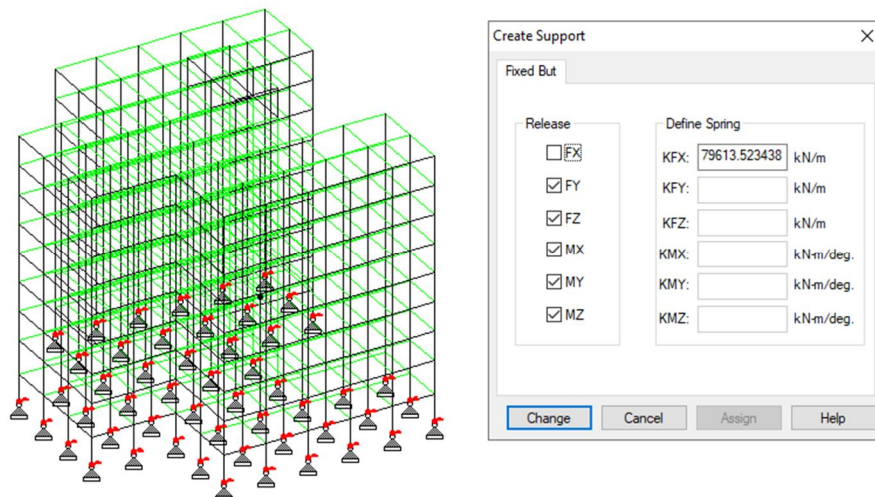 Create Support
Fixed But
Release
FX
FY
FZ
MX
MY
MZ
Define Spring
KFX: 79613.523438 kN/m
KFY: kN/m
KFZ: kN/m
KMX: kN-m/deg.
KMY: kN-m/deg.
KMZ: kN-m/deg.
Change Cancel Assign Help